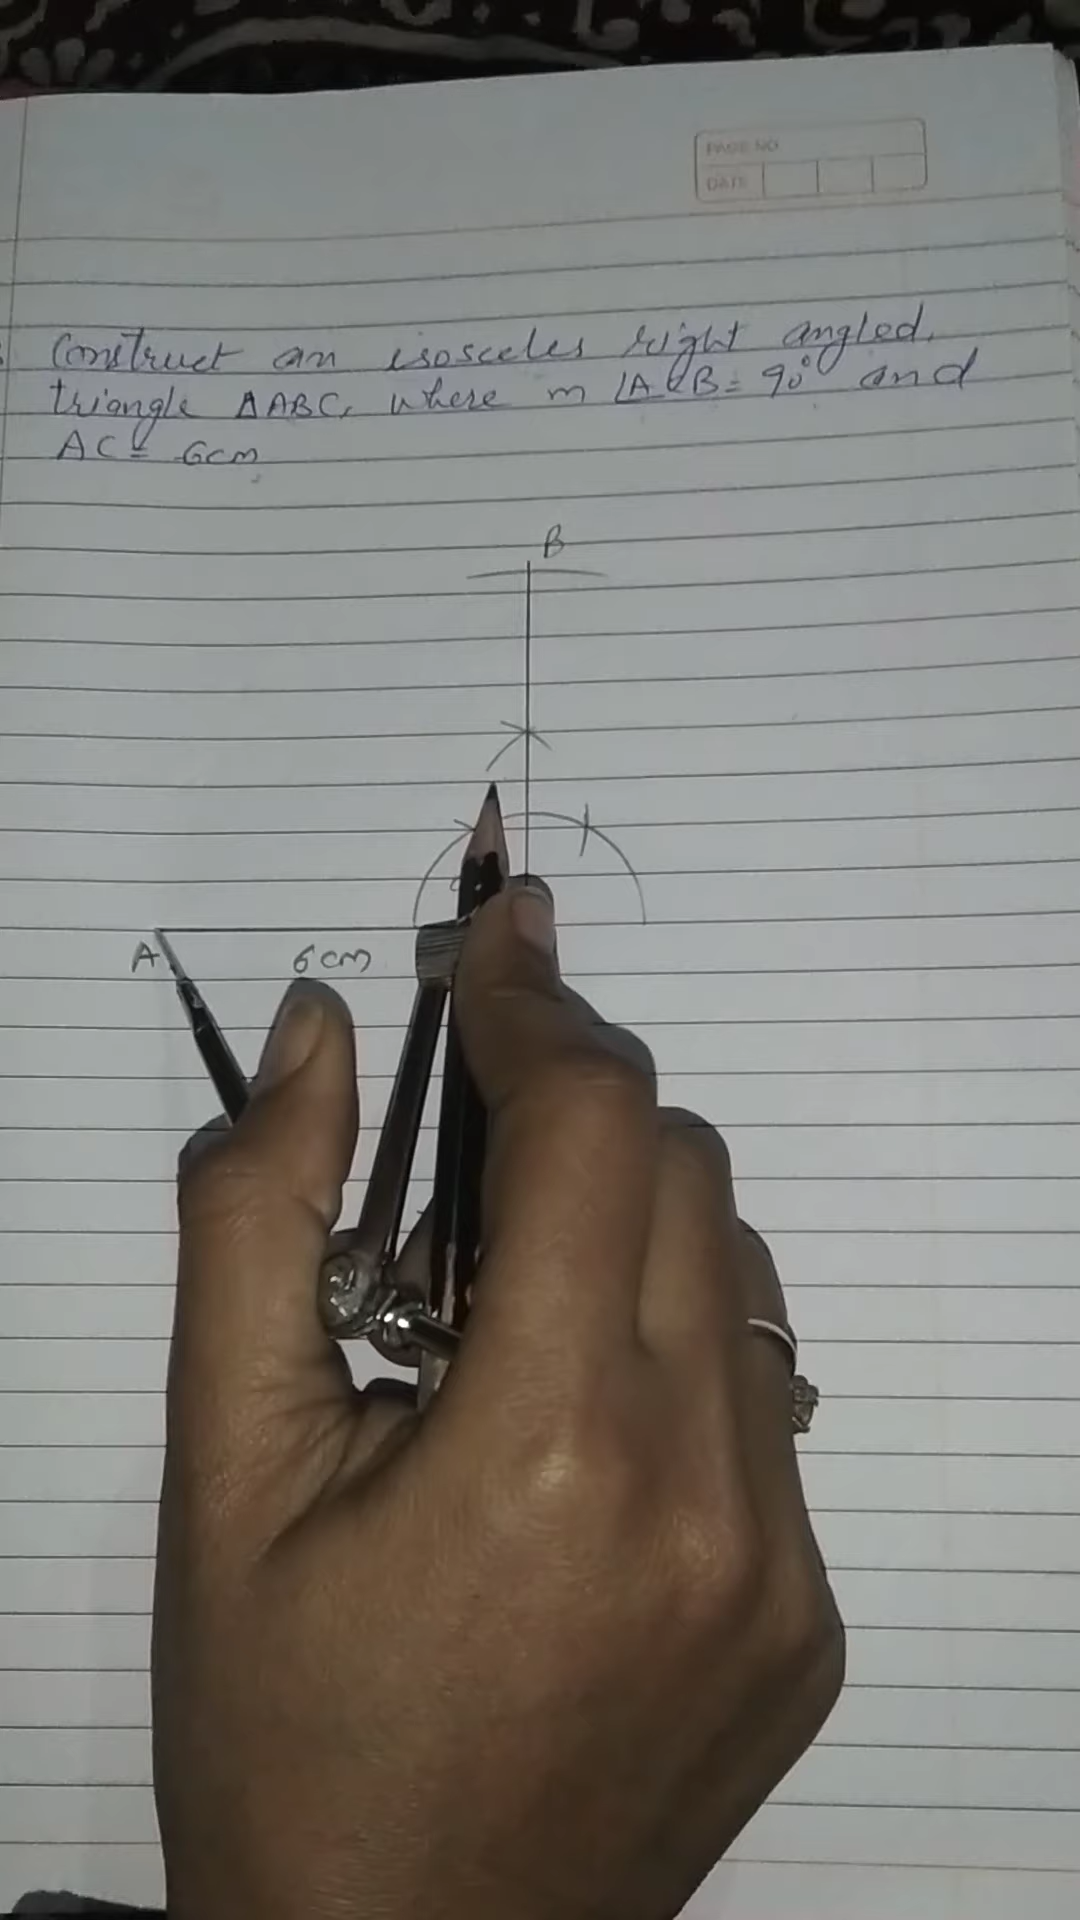 PAGE NO
DATE
Construct an isosceles right angled.
triangle ΔABC, where m ∠ACB = 90° and
AC = 6cm
B
A
6cm